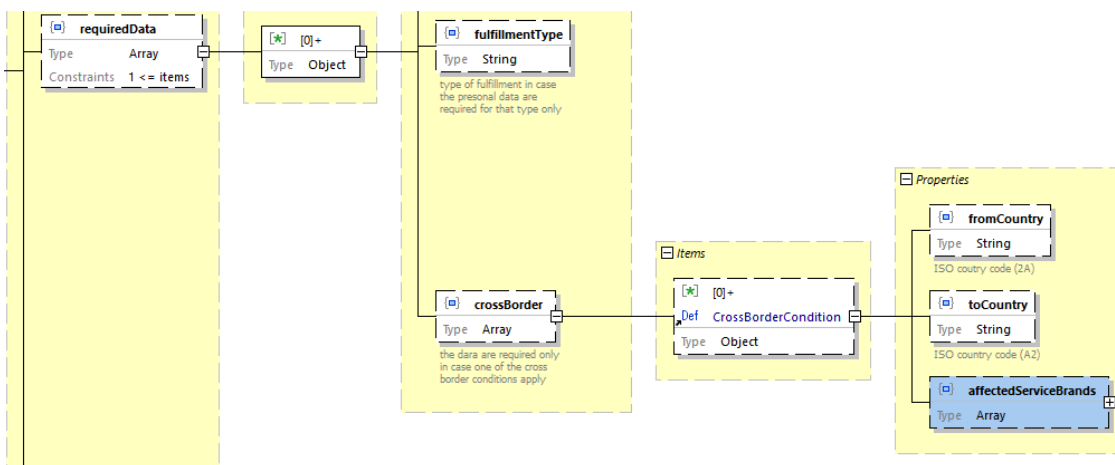 requiredData
Type Array
Constraints 1 <= items
[0]+
Type Object
fulfillmentType
Type String
type of fulfillment in case
the presonal data are
required for that type only
crossBorder
Type Array
the dara are required only
in case one of the cross
border conditions apply
Items
[0]+
Def CrossBorderCondition
Type Object
Properties
fromCountry
Type String
ISO coutry code (2A)
toCountry
Type String
ISO country code (A2)
affectedServiceBrands
Type Array